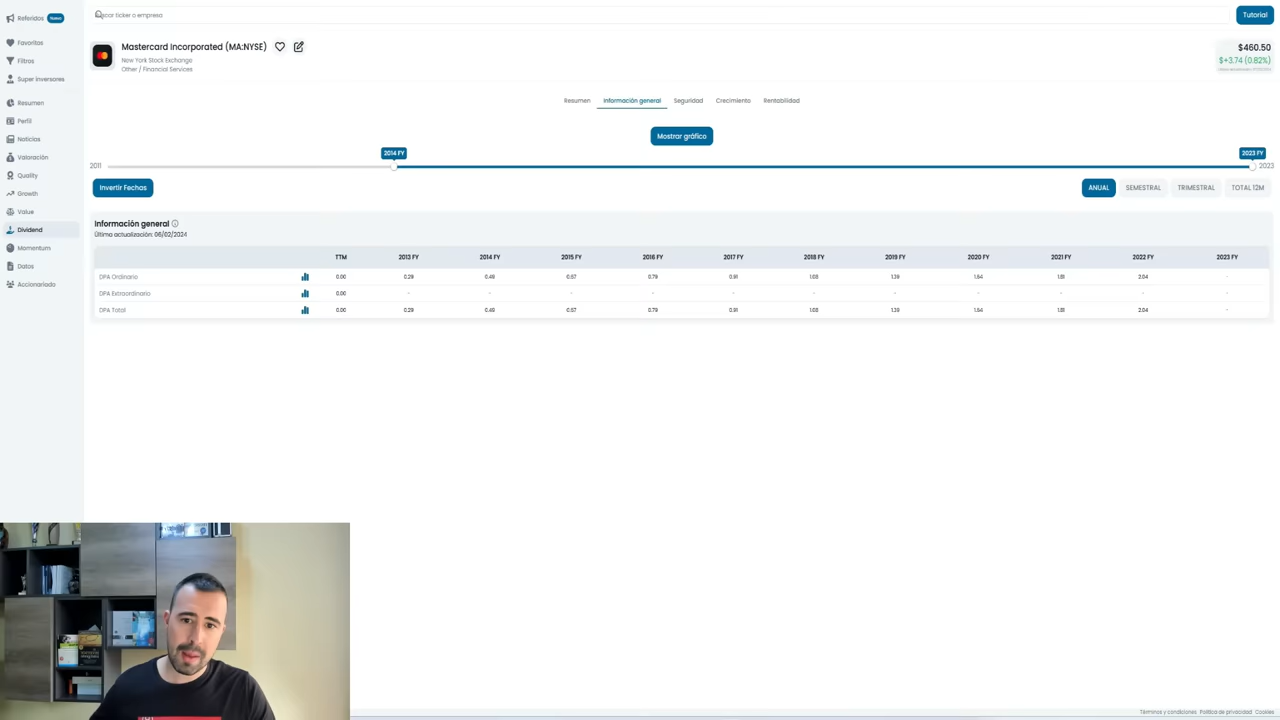 Referidos Nuevo
Buscar ticker o empresa
Tutorial
Favoritos
Filtros
Super inversores
Resumen
Perfil
Noticias
Valoración
Quality
Growth
Value
Dividend
Momentum
Datos
Accionariado
Mastercard Incorporated (MA:NYSE)
New York Stock Exchange
Other / Financial Services
$460.50
$+3.74 (0.82%)
Resumen Información general Seguridad Crecimiento Rentabilidad
Mostrar gráfico
2014 FY 2023 FY
2011 2023
Invertir Fechas
ANUAL SEMESTRAL TRIMESTRAL TOTAL 12M
Información general
Última actualización: 06/02/2024
TTM 2013 FY 2014 FY 2015 FY 2016 FY 2017 FY 2018 FY 2019 FY 2020 FY 2021 FY 2022 FY 2023 FY
DPA Ordinario 0.00 0.29 0.49 0.67 0.79 0.91 1.08 1.39 1.64 1.81 2.04 -
DPA Extraordinario 0.00 - - - - - - - - - - -
DPA Total 0.00 0.29 0.49 0.67 0.79 0.91 1.08 1.39 1.64 1.81 2.04 -
Términos y condiciones Política de privacidad Cookies